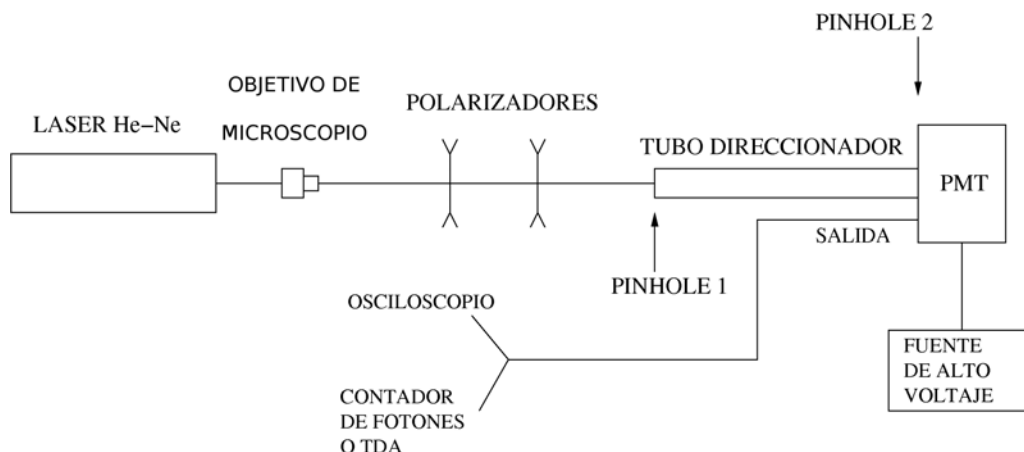 PINHOLE 2
OBJETIVO DE
MICROSCOPIO
POLARIZADORES
LASER He–Ne
TUBO DIRECCIONADOR
PMT
SALIDA
PINHOLE 1
OSCILOSCOPIO
FUENTE
DE ALTO
VOLTAJE
CONTADOR
DE FOTONES
O TDA